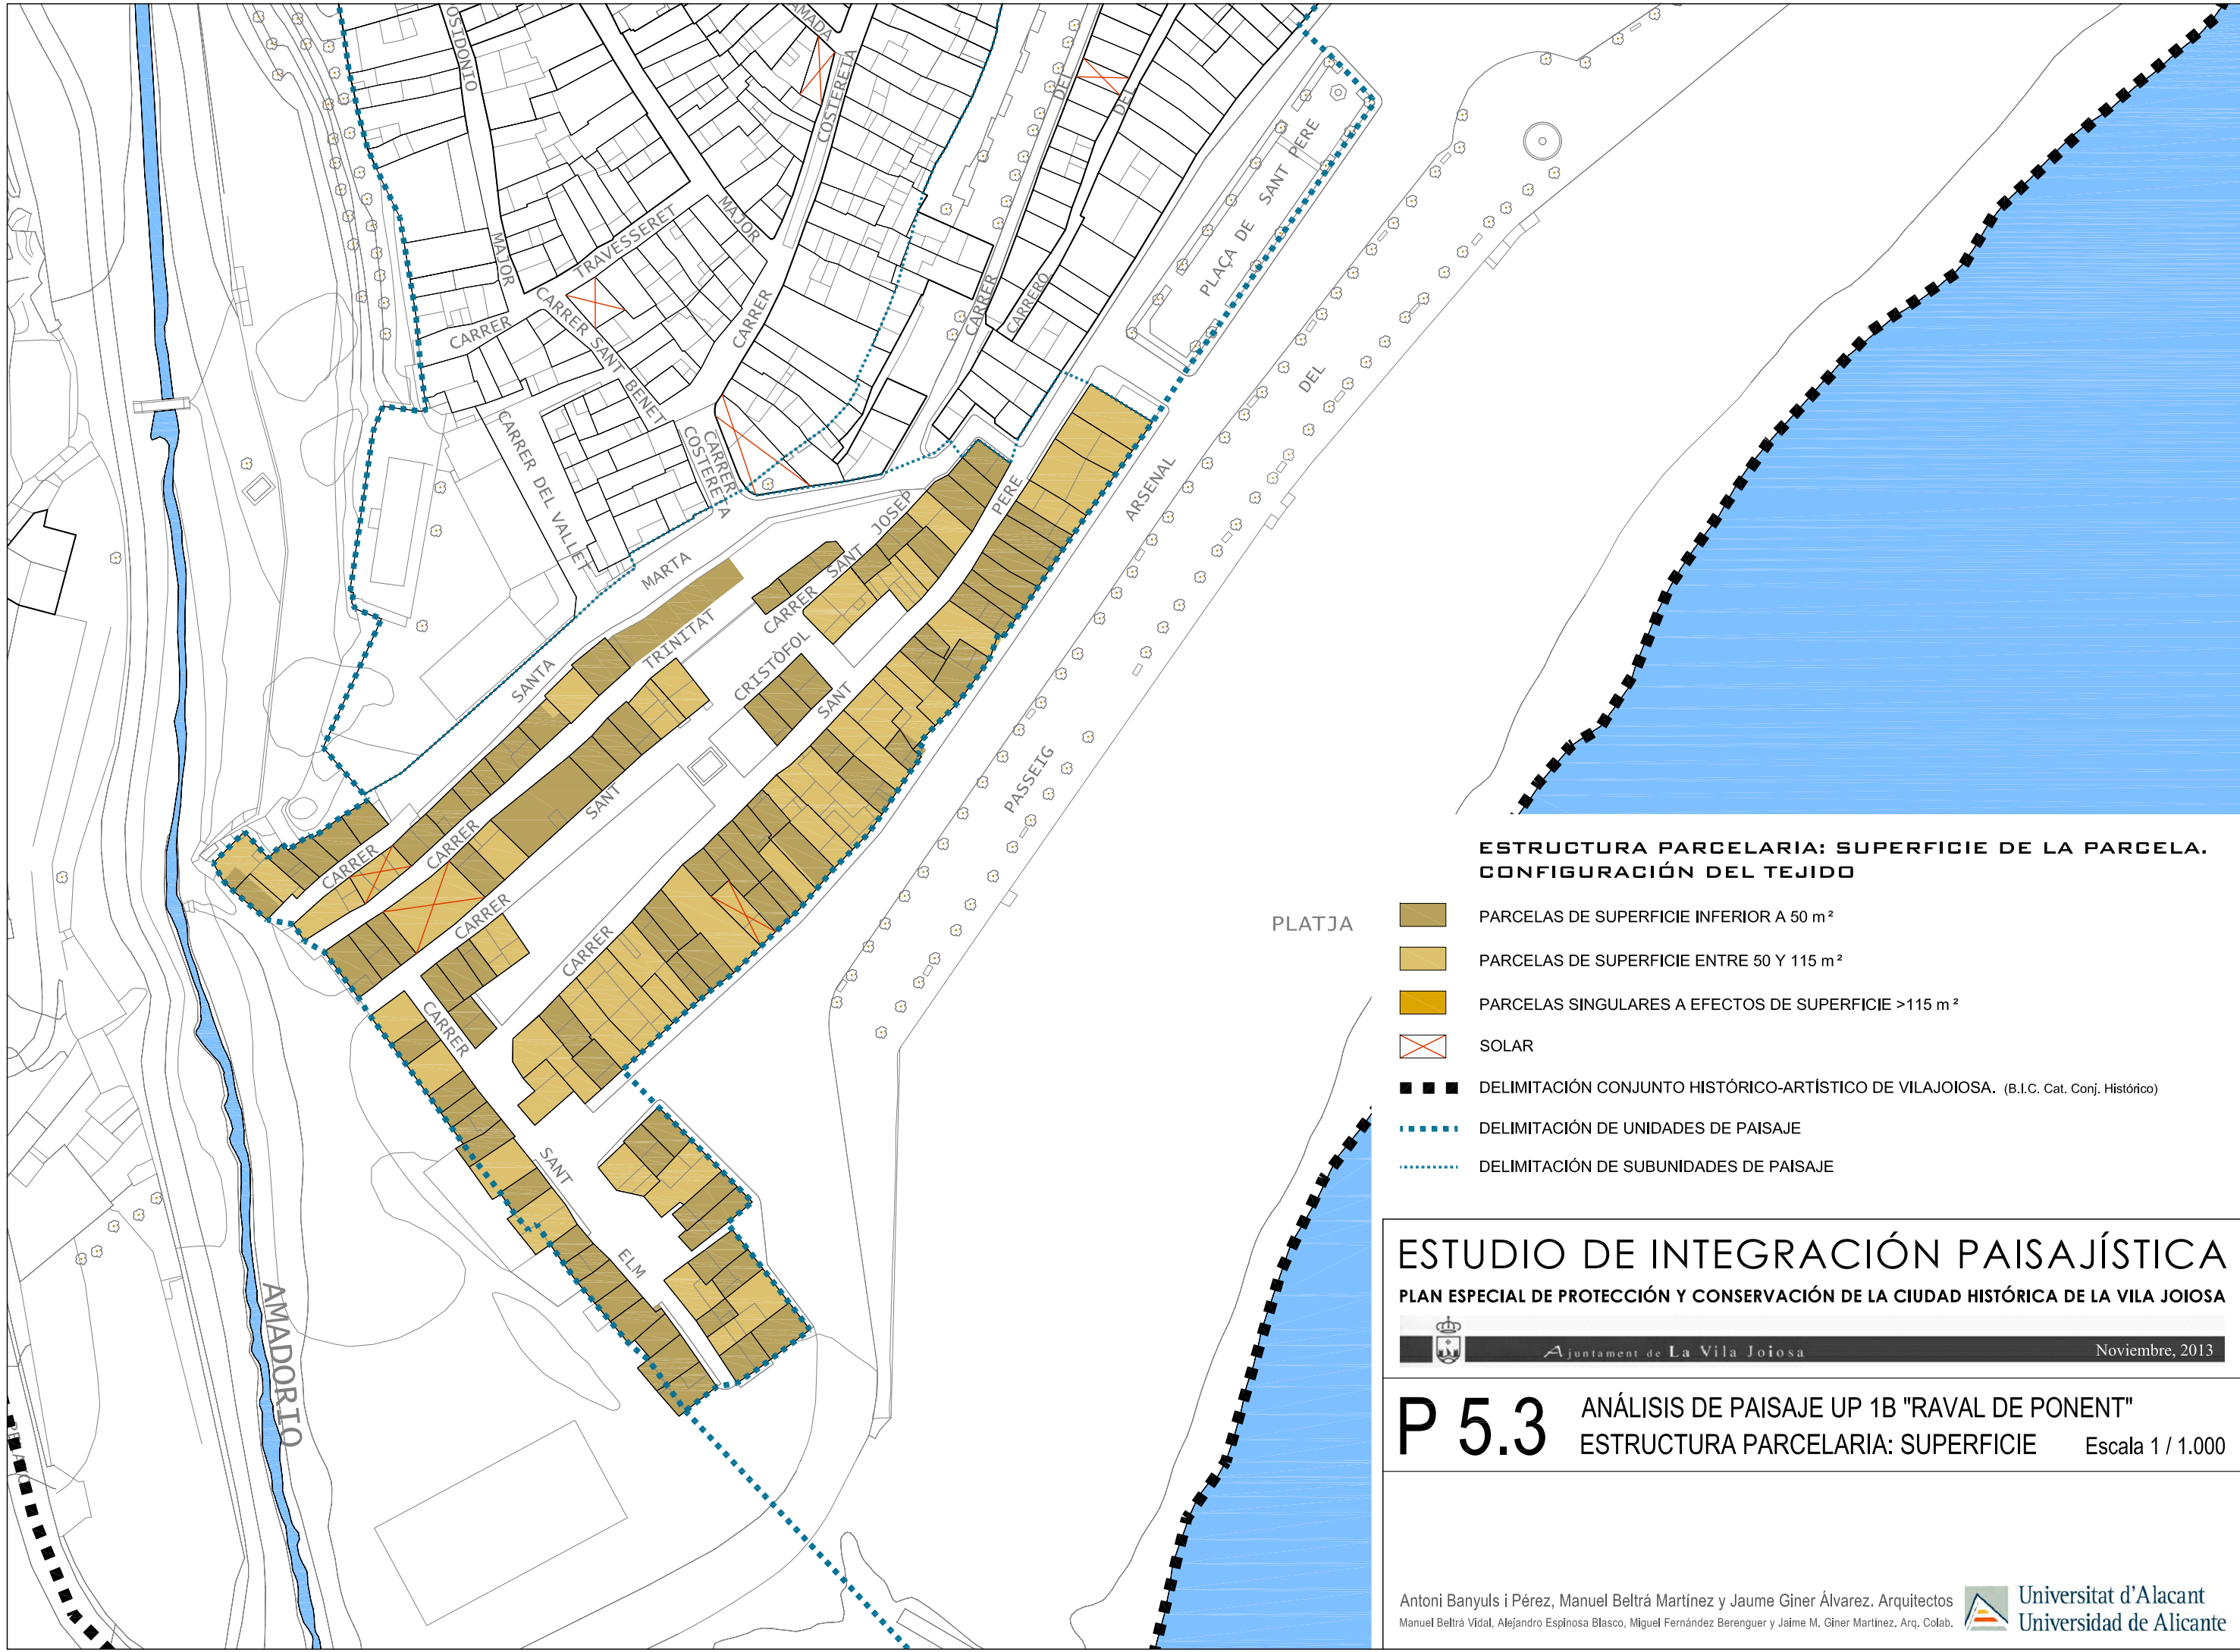 OSIDONIO
MAJOR
AMADA
COSTERETA
CARRER
TRAVESSERET
MAJOR
CARRER
CARRER SANT BENET
CARRER DEL VALLET
CARRER
COSTERETA
DEL
CARRER
DEL
CARRERO
PLAÇA DE SANT PERE
DEL
ARSENAL
PASSEIG
PERE
SANT
CARRER
JOSEP
SANT
CARRER
CRISTÒFOL
SANT
CARRER
MARTA
SANTA
CARRER
TRINITAT
CARRER
CARRER
SANT
ELM
AMADORIO
PLATJA
ESTRUCTURA PARCELARIA: SUPERFICIE DE LA PARCELA.
CONFIGURACIÓN DEL TEJIDO
PARCELAS DE SUPERFICIE INFERIOR A 50 m²
PARCELAS DE SUPERFICIE ENTRE 50 Y 115 m²
PARCELAS SINGULARES A EFECTOS DE SUPERFICIE >115 m²
SOLAR
DELIMITACIÓN CONJUNTO HISTÓRICO-ARTÍSTICO DE VILAJOIOSA. (B.I.C. Cat. Conj. Histórico)
DELIMITACIÓN DE UNIDADES DE PAISAJE
DELIMITACIÓN DE SUBUNIDADES DE PAISAJE
ESTUDIO DE INTEGRACIÓN PAISAJÍSTICA
PLAN ESPECIAL DE PROTECCIÓN Y CONSERVACIÓN DE LA CIUDAD HISTÓRICA DE LA VILA JOIOSA
Ajuntament de La Vila Joiosa Noviembre, 2013
P 5.3 ANÁLISIS DE PAISAJE UP 1B "RAVAL DE PONENT"
ESTRUCTURA PARCELARIA: SUPERFICIE Escala 1 / 1.000
Antoni Banyuls i Pérez, Manuel Beltrá Martínez y Jaume Giner Álvarez. Arquitectos
Manuel Beltrá Vidal, Alejandro Espinosa Blasco, Miguel Fernández Berenguer y Jaime M. Giner Martínez. Arq. Colab.
Universitat d'Alacant
Universidad de Alicante